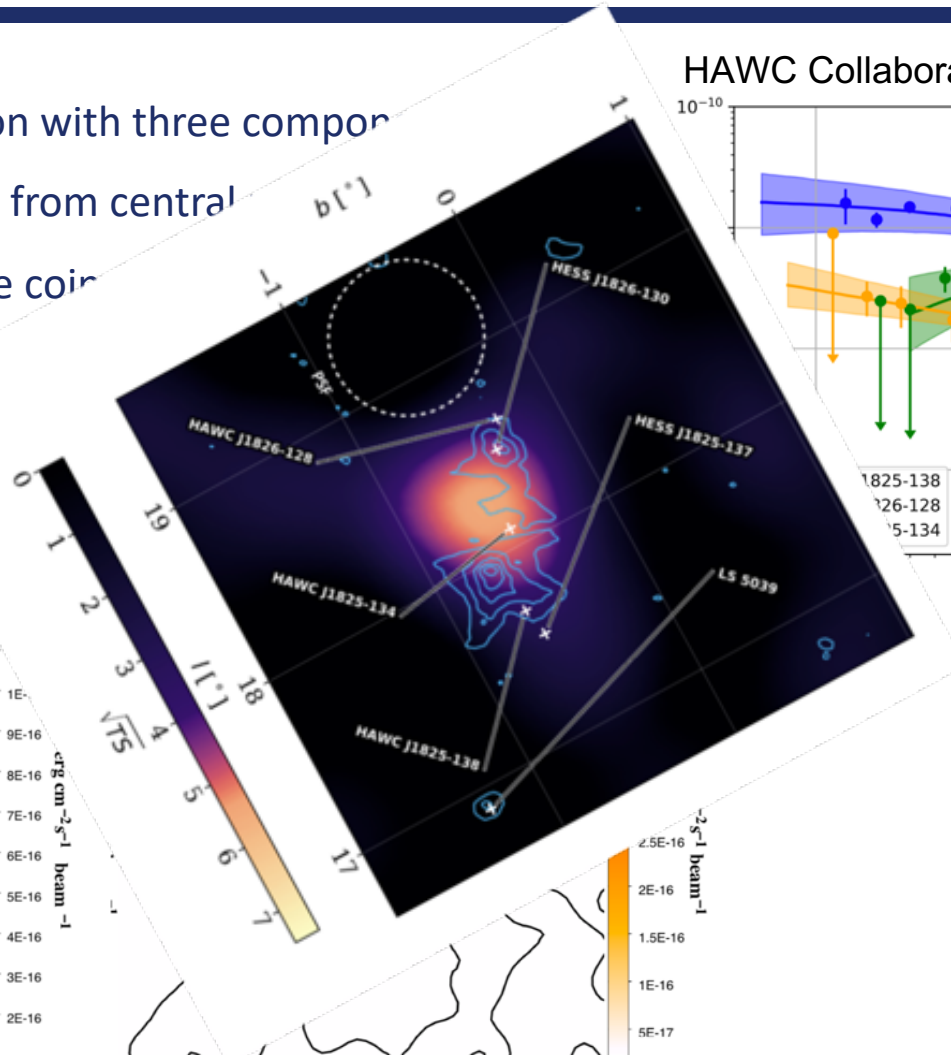 HAWC Collabora
on with three compon
from central
e coin
10⁻¹⁰
1825-138
826-128
5-134
b[°]
1
0
−1
PSF
HESS J1826-130
HAWC J1826-128
HESS J1825-137
HAWC J1825-134
LS 5039
HAWC J1825-138
l[°]
19
18
17
√TS
0
1
2
3
4
5
6
7
1E-
9E-16
8E-16
7E-16
6E-16
5E-16
4E-16
3E-16
2E-16
erg cm⁻²s⁻¹ beam⁻¹
2.5E-16
2E-16
1.5E-16
1E-16
5E-17
⁻²s⁻¹ beam⁻¹